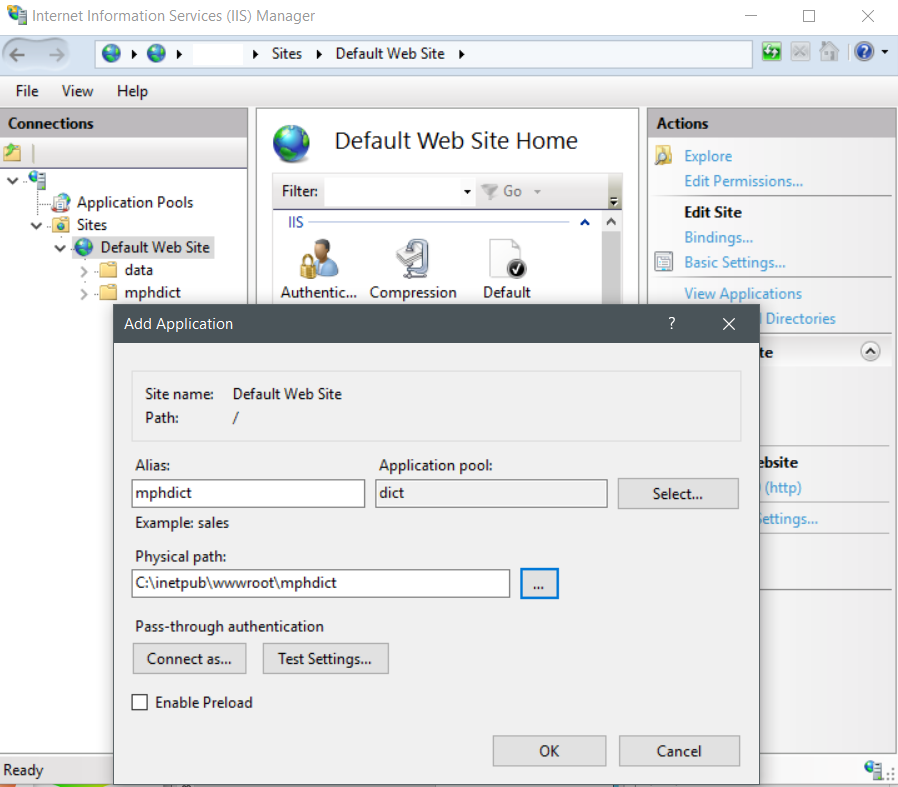 Internet Information Services (IIS) Manager
Sites Default Web Site
File View Help
Connections
Application Pools
Sites
Default Web Site
data
mphdict
Default Web Site Home
Filter: Go
IIS
Authentic... Compression Default
Actions
Explore
Edit Permissions...
Edit Site
Bindings...
Basic Settings...
View Applications
Directories
te
ebsite
(http)
ettings...
Add Application ?
Site name: Default Web Site
Path: /
Alias: Application pool:
mphdict dict Select...
Example: sales
Physical path:
C:\inetpub\wwwroot\mphdict ...
Pass-through authentication
Connect as... Test Settings...
Enable Preload
OK Cancel
Ready